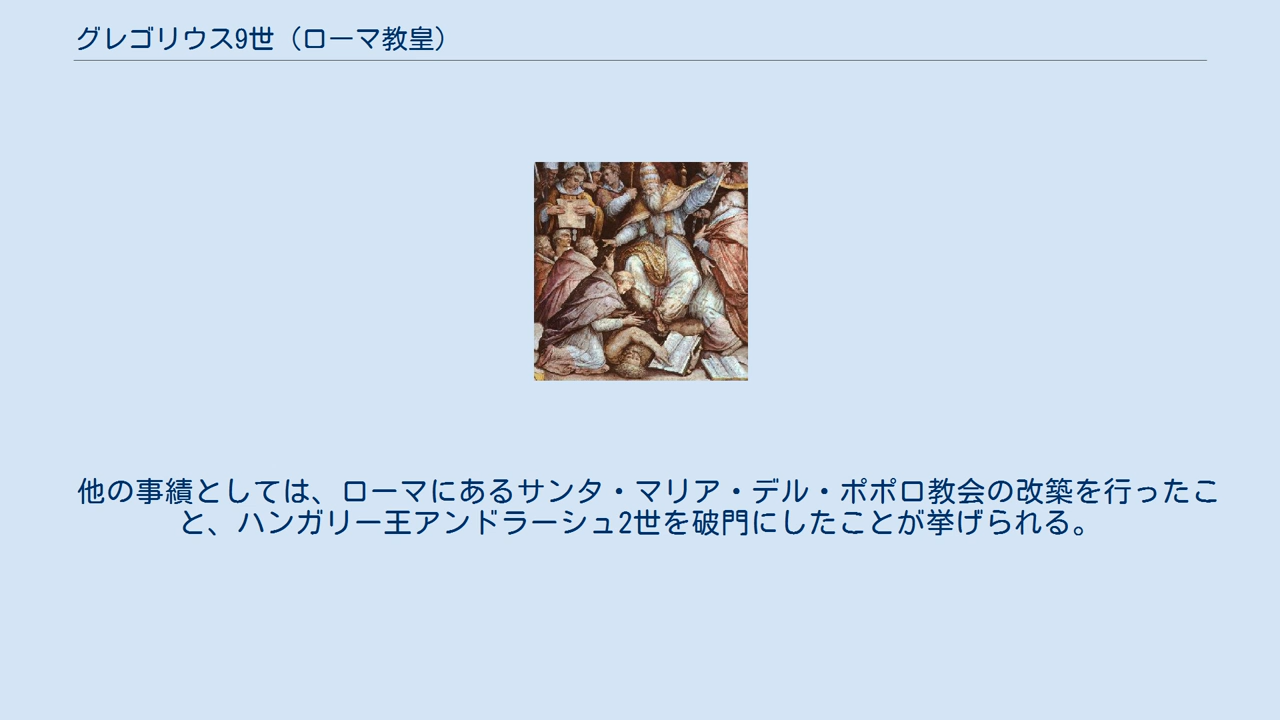 グレゴリウス9世（ローマ教皇）
他の事績としては、ローマにあるサンタ・マリア・デル・ポポロ教会の改築を行ったこ
と、ハンガリー王アンドラーシュ2世を破門にしたことが挙げられる。